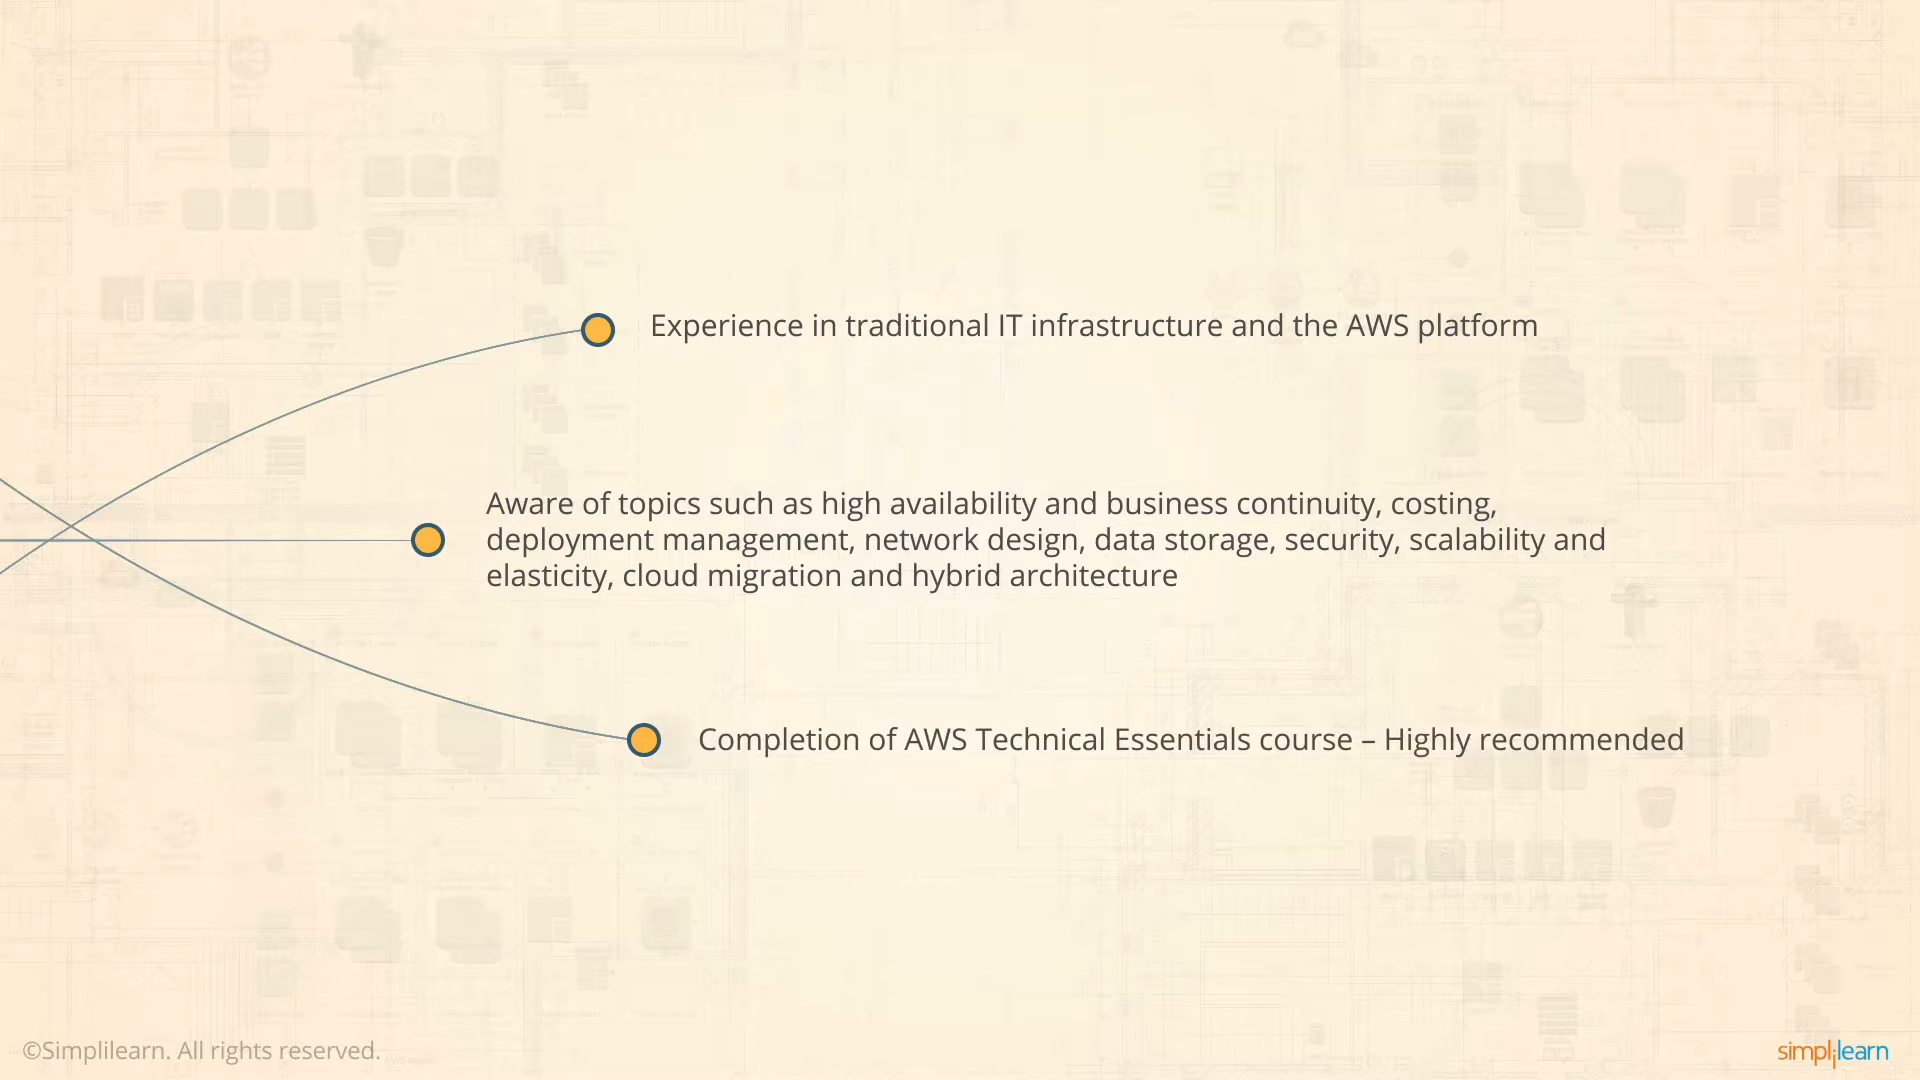 Experience in traditional IT infrastructure and the AWS platform
Aware of topics such as high availability and business continuity, costing,
deployment management, network design, data storage, security, scalability and
elasticity, cloud migration and hybrid architecture
Completion of AWS Technical Essentials course – Highly recommended
©Simplilearn. All rights reserved.
simplilearn